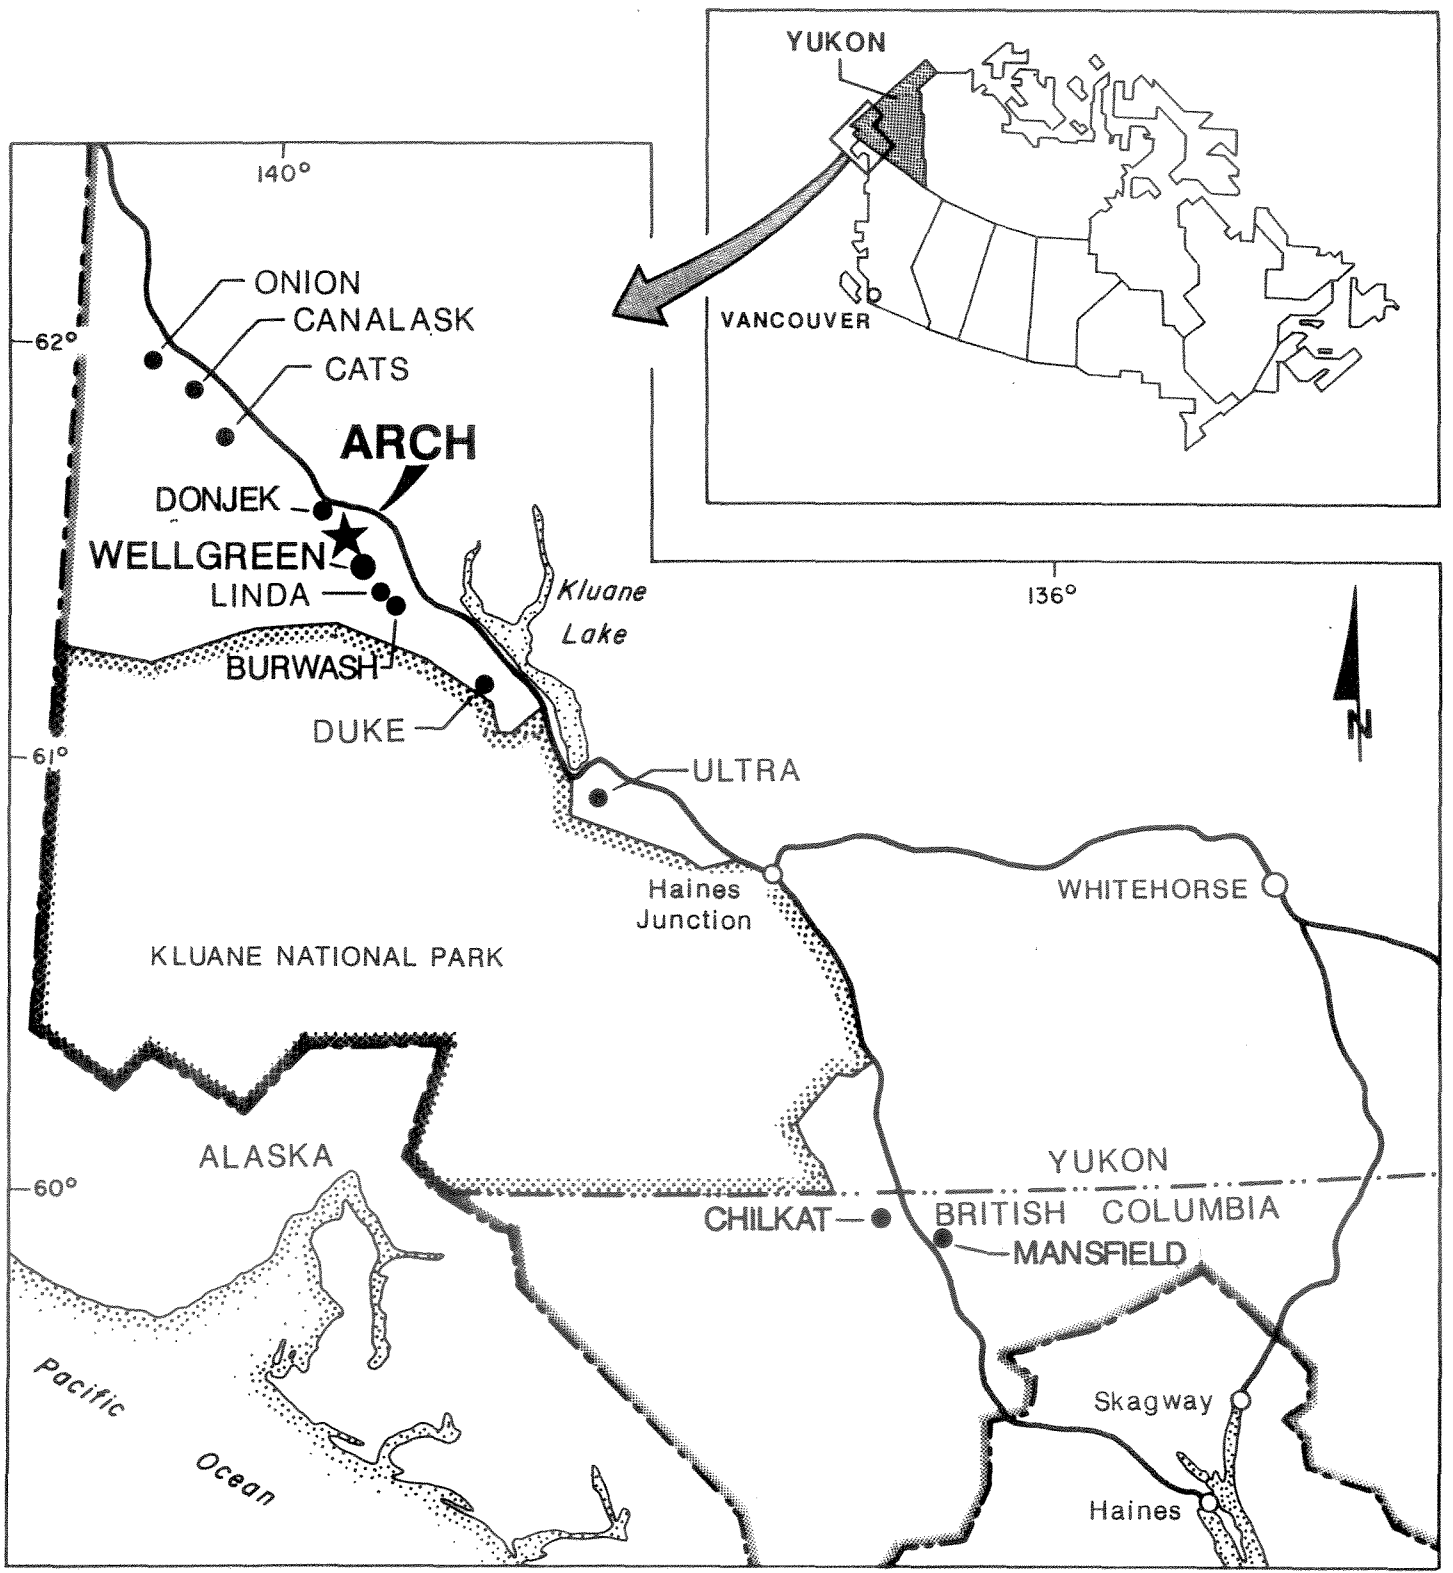 YUKON
VANCOUVER
140°
ONION
CANALASK
62°
CATS
ARCH
DONJEK
WELLGREEN
LINDA
Kluane
Lake
136°
BURWASH
DUKE
N
61°
ULTRA
Haines
Junction
WHITEHORSE
KLUANE NATIONAL PARK
ALASKA
YUKON
60°
CHILKAT
BRITISH COLUMBIA
MANSFIELD
Pacific
Ocean
Skagway
Haines